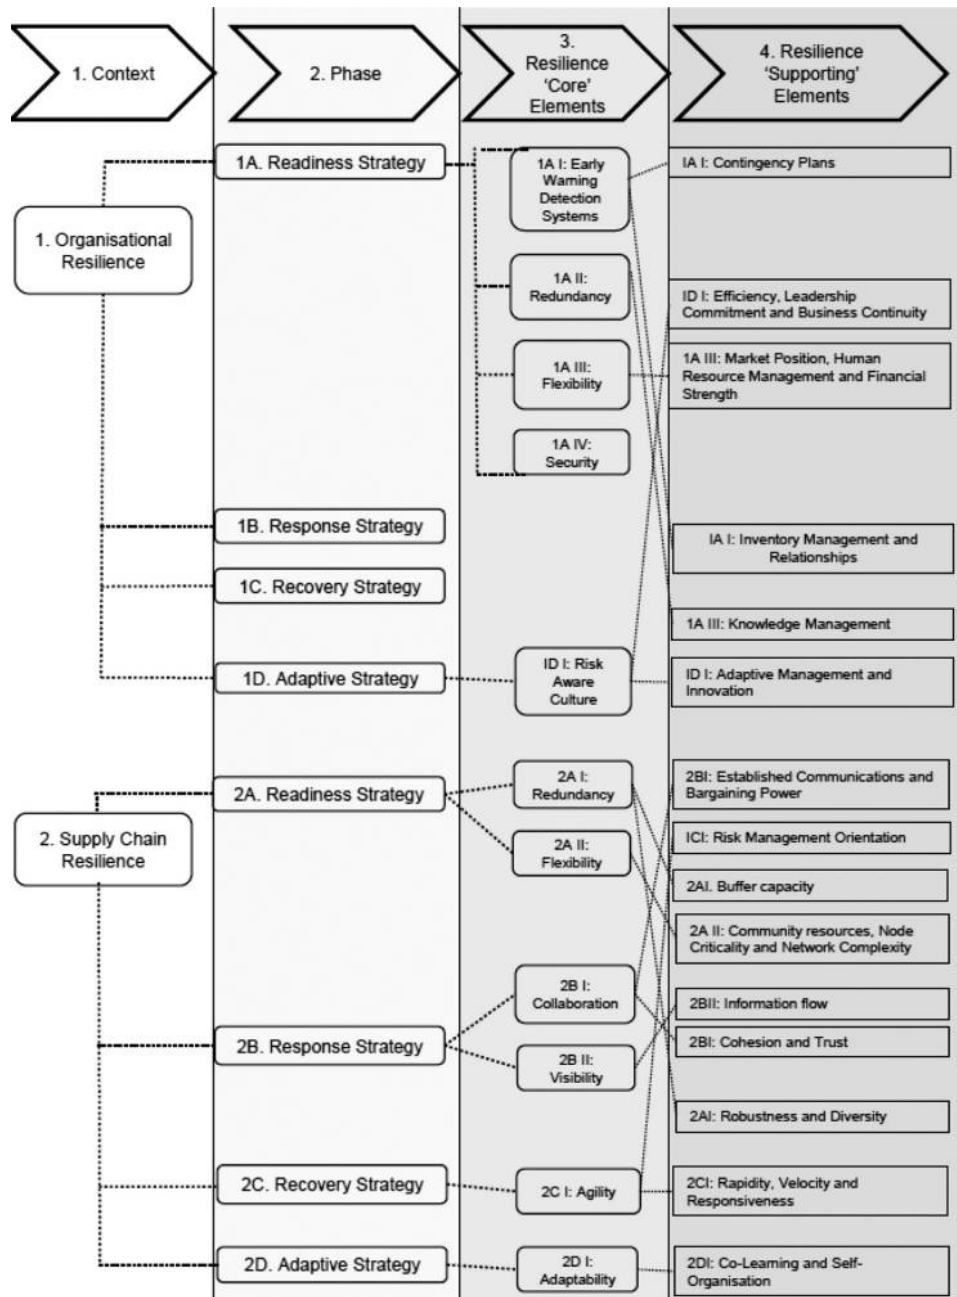 1. Context
2. Phase
3.
Resilience
‘Core’
Elements
4. Resilience
‘Supporting’
Elements
1. Organisational
Resilience
1A. Readiness Strategy
1A I: Early
Warning
Detection
Systems
IA I: Contingency Plans
1A II:
Redundancy
ID I: Efficiency, Leadership
Commitment and Business Continuity
1A III:
Flexibility
1A III: Market Position, Human
Resource Management and Financial
Strength
1A IV:
Security
1B. Response Strategy
IA I: Inventory Management and
Relationships
1C. Recovery Strategy
1A III: Knowledge Management
1D. Adaptive Strategy
ID I: Risk
Aware
Culture
ID I: Adaptive Management and
Innovation
2. Supply Chain
Resilience
2A. Readiness Strategy
2A I:
Redundancy
2A II:
Flexibility
2BI: Established Communications and
Bargaining Power
ICI: Risk Management Orientation
2AI. Buffer capacity
2A II: Community resources, Node
Criticality and Network Complexity
2B. Response Strategy
2B I:
Collaboration
2B II:
Visibility
2BII: Information flow
2BI: Cohesion and Trust
2AI: Robustness and Diversity
2C. Recovery Strategy
2C I: Agility
2CI: Rapidity, Velocity and
Responsiveness
2D. Adaptive Strategy
2D I:
Adaptability
2DI: Co-Learning and Self-
Organisation